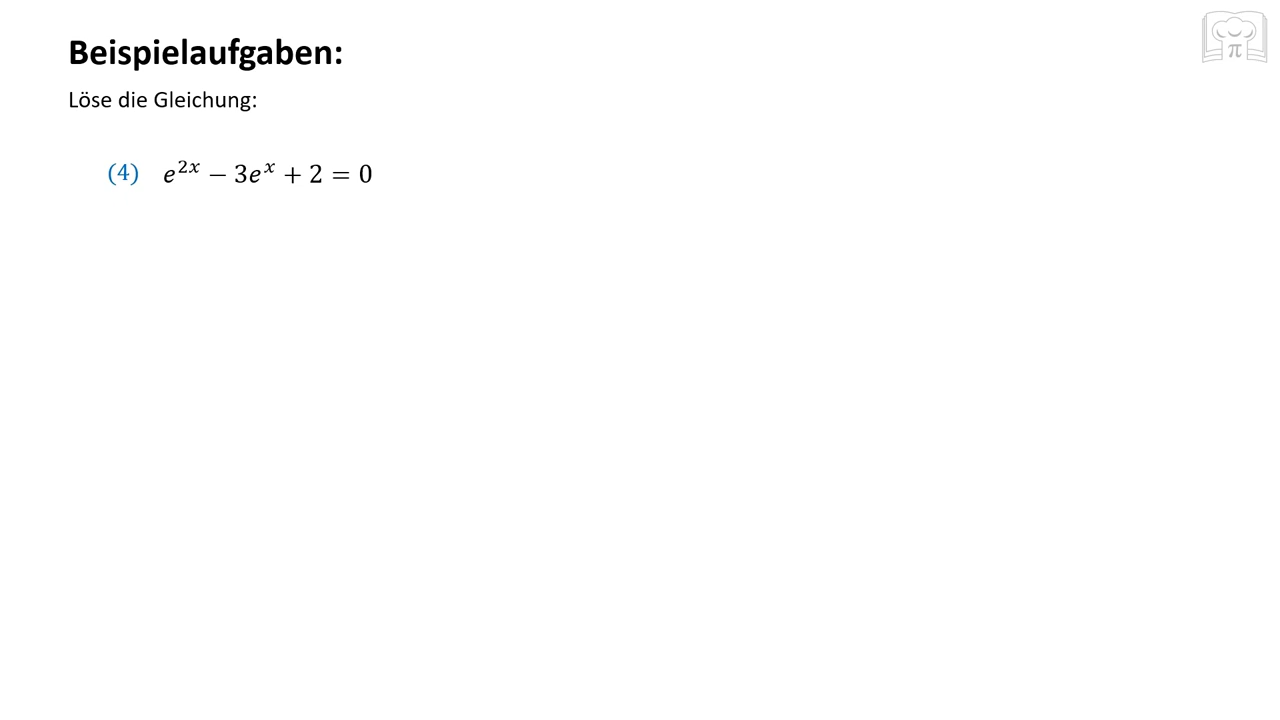 Beispielaufgaben:
Löse die Gleichung:
(4) e^{2x} − 3e^x + 2 = 0
π